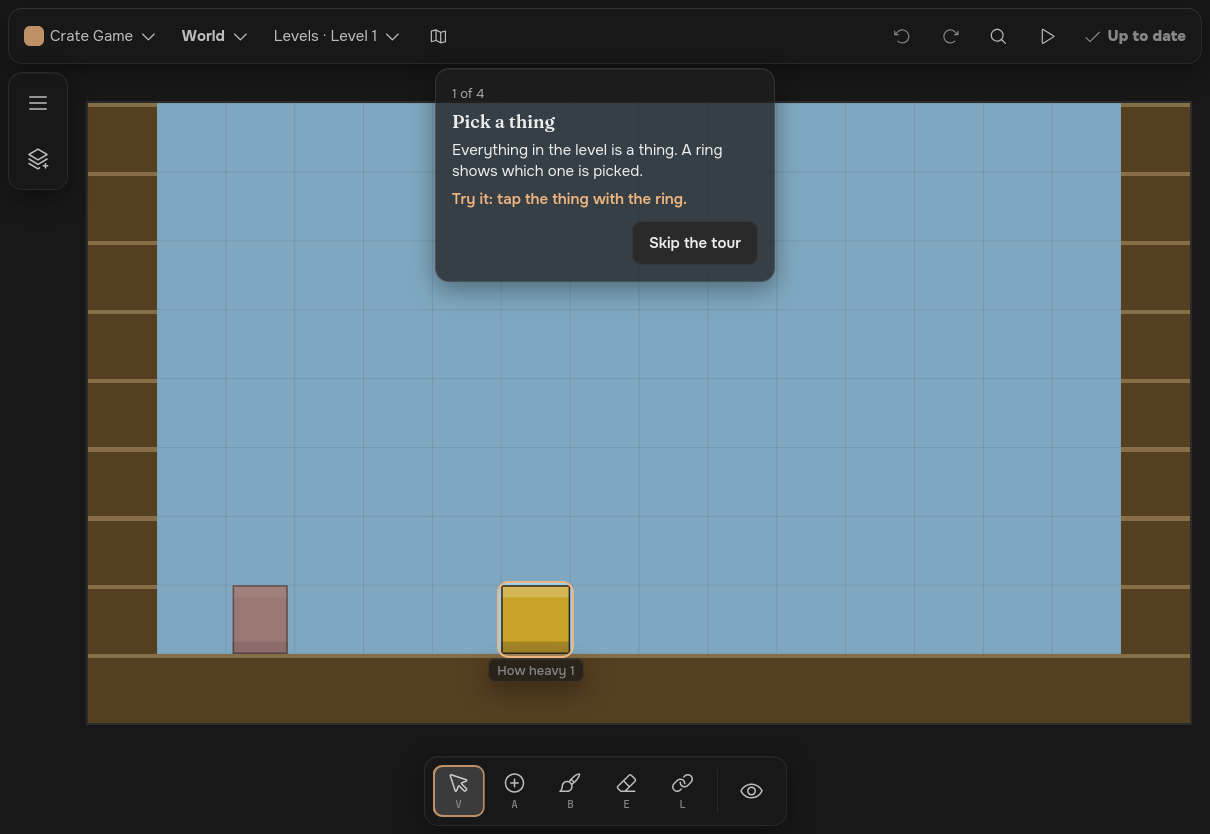 Crate Game
World
Levels · Level 1
Up to date
1 of 4
Pick a thing
Everything in the level is a thing. A ring
shows which one is picked.
Try it: tap the thing with the ring.
Skip the tour
How heavy 1
V
A
B
E
L